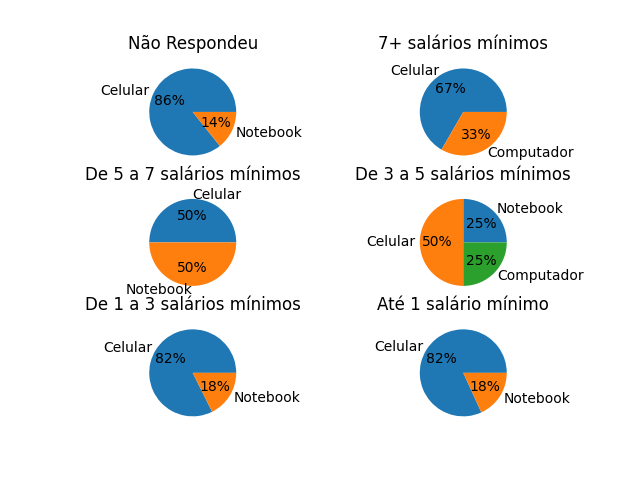 Não Respondeu
Celular
86%
14%
Notebook
7+ salários mínimos
Celular
67%
33%
Computador
De 5 a 7 salários mínimos
Celular
50%
50%
Notebook
De 3 a 5 salários mínimos
Notebook
25%
Celular
50%
25%
Computador
De 1 a 3 salários mínimos
Celular
82%
18%
Notebook
Até 1 salário mínimo
Celular
82%
18%
Notebook